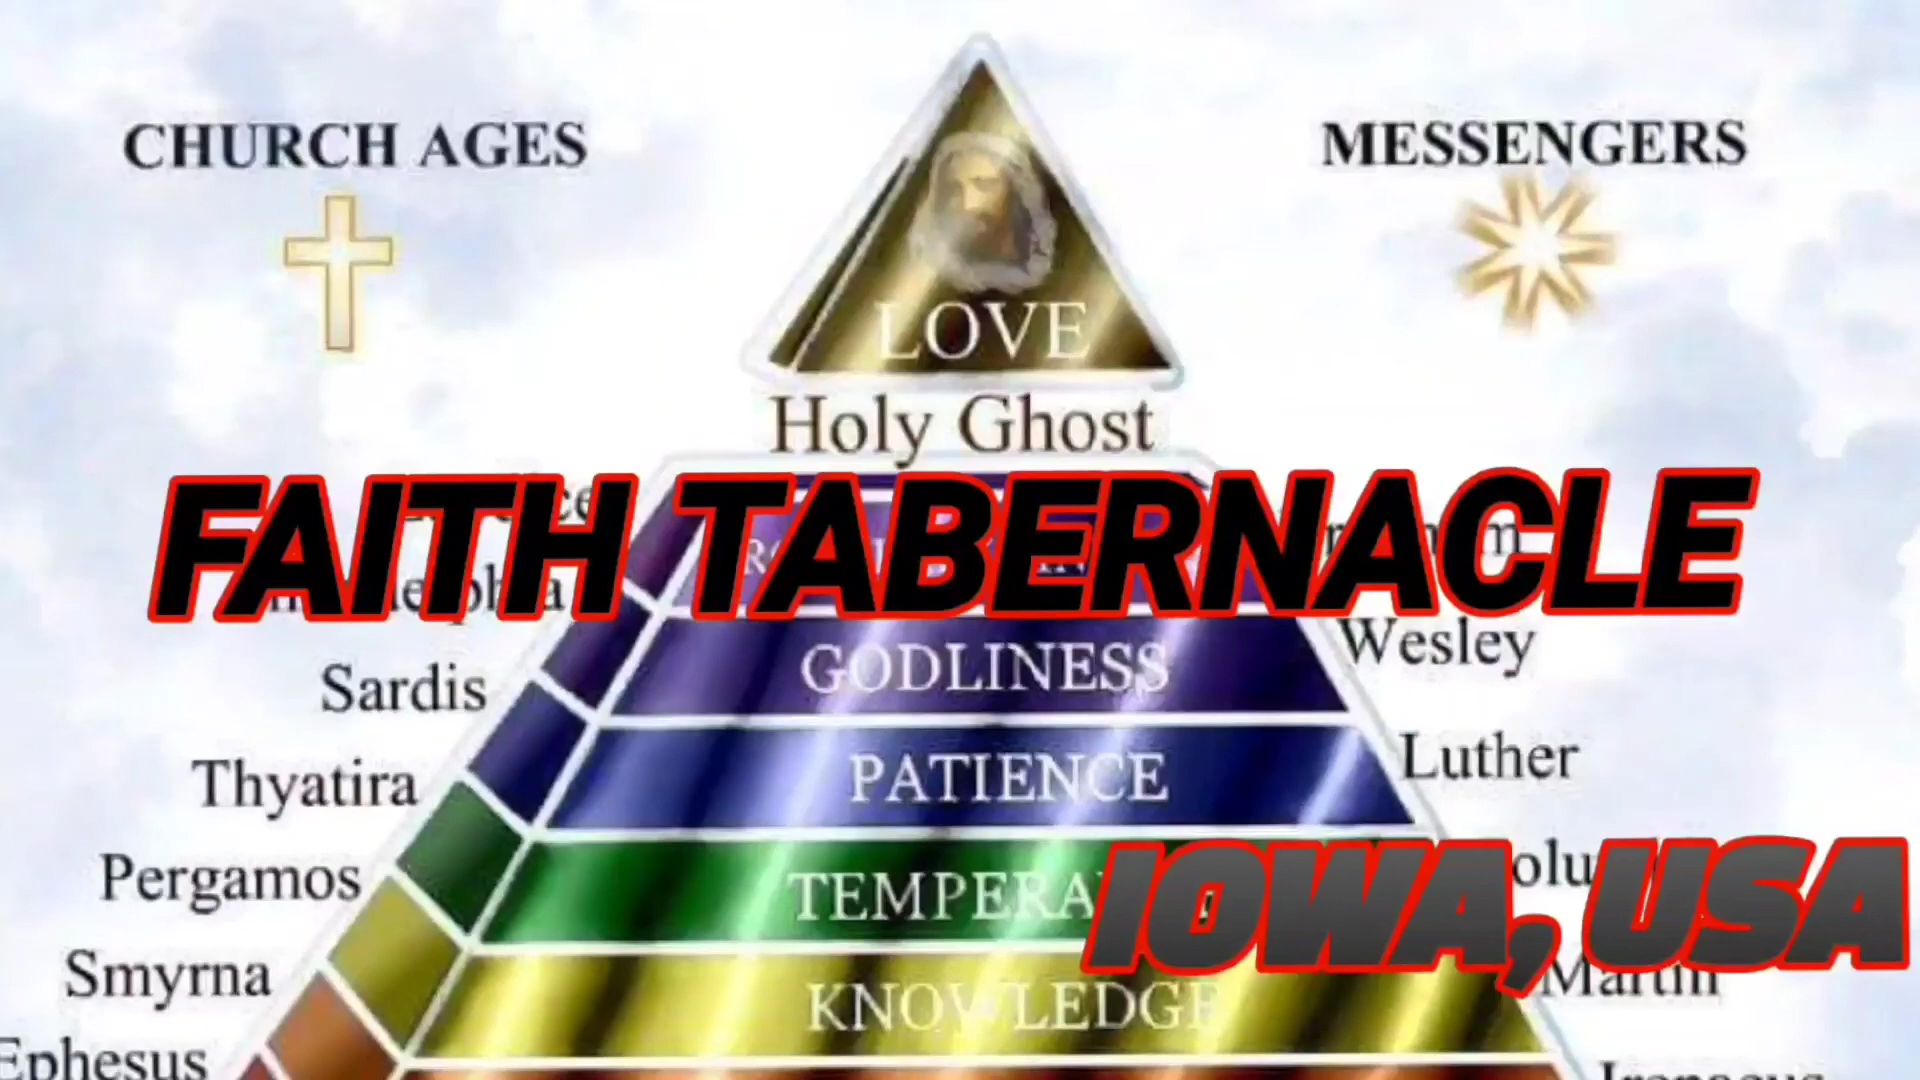 CHURCH AGES
MESSENGERS
LOVE
Holy Ghost
FAITH TABERNACLE
Wesley
GODLINESS
Sardis
Luther
PATIENCE
Thyatira
IOWA, USA
Pergamos
Smyrna
Martin
KNOWLEDGE
Ephesus